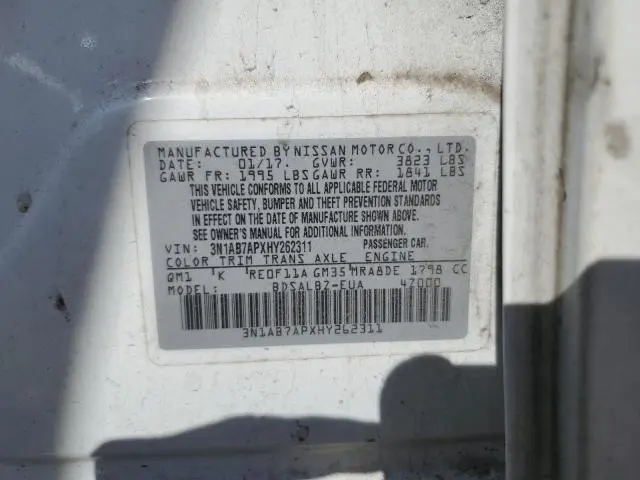 MANUFACTURED BY NISSAN MOTOR CO., LTD.
DATE: 01/17. GVWR: 3823 LBS
GAWR FR: 1995 LBS GAWR RR: 1841 LBS
THIS VEHICLE CONFORMS TO ALL APPLICABLE FEDERAL MOTOR
VEHICLE SAFETY, BUMPER AND THEFT PREVENTION STANDARDS
IN EFFECT ON THE DATE OF MANUFACTURE SHOWN ABOVE.
SEE OWNER'S MANUAL FOR ADDITIONAL LOADING INFORMATION.
VIN: 3N1AB7APXHY262311 PASSENGER CAR.
COLOR TRIM TRANS AXLE ENGINE
GM1 K RE0F11A GM35 MRA8DE 1798 CC
MODEL: BDSALBZ-EUA 47000
3N1AB7APXHY262311